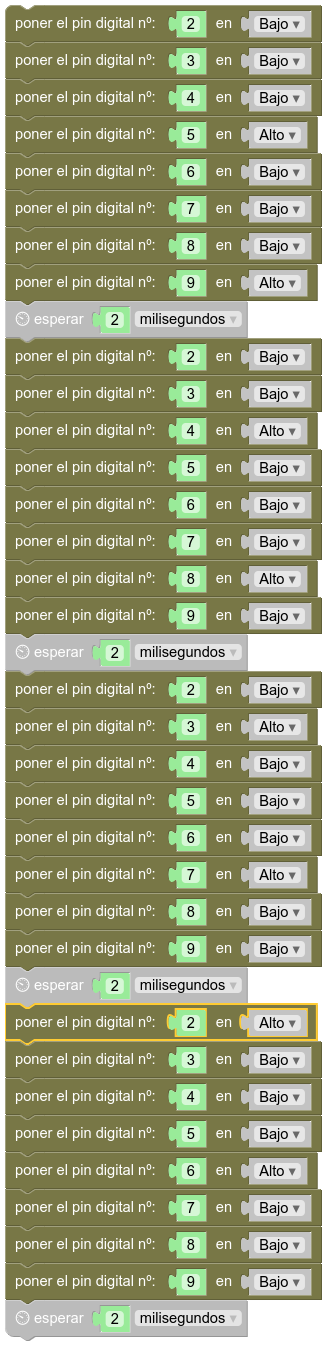 poner el pin digital nº: 2 en Bajo ▾
poner el pin digital nº: 3 en Bajo ▾
poner el pin digital nº: 4 en Bajo ▾
poner el pin digital nº: 5 en Alto ▾
poner el pin digital nº: 6 en Bajo ▾
poner el pin digital nº: 7 en Bajo ▾
poner el pin digital nº: 8 en Bajo ▾
poner el pin digital nº: 9 en Alto ▾
esperar 2 milisegundos ▾
poner el pin digital nº: 2 en Bajo ▾
poner el pin digital nº: 3 en Bajo ▾
poner el pin digital nº: 4 en Alto ▾
poner el pin digital nº: 5 en Bajo ▾
poner el pin digital nº: 6 en Bajo ▾
poner el pin digital nº: 7 en Bajo ▾
poner el pin digital nº: 8 en Alto ▾
poner el pin digital nº: 9 en Bajo ▾
esperar 2 milisegundos ▾
poner el pin digital nº: 2 en Bajo ▾
poner el pin digital nº: 3 en Alto ▾
poner el pin digital nº: 4 en Bajo ▾
poner el pin digital nº: 5 en Bajo ▾
poner el pin digital nº: 6 en Bajo ▾
poner el pin digital nº: 7 en Alto ▾
poner el pin digital nº: 8 en Bajo ▾
poner el pin digital nº: 9 en Bajo ▾
esperar 2 milisegundos ▾
poner el pin digital nº: 2 en Alto ▾
poner el pin digital nº: 3 en Bajo ▾
poner el pin digital nº: 4 en Bajo ▾
poner el pin digital nº: 5 en Bajo ▾
poner el pin digital nº: 6 en Alto ▾
poner el pin digital nº: 7 en Bajo ▾
poner el pin digital nº: 8 en Bajo ▾
poner el pin digital nº: 9 en Bajo ▾
esperar 2 milisegundos ▾